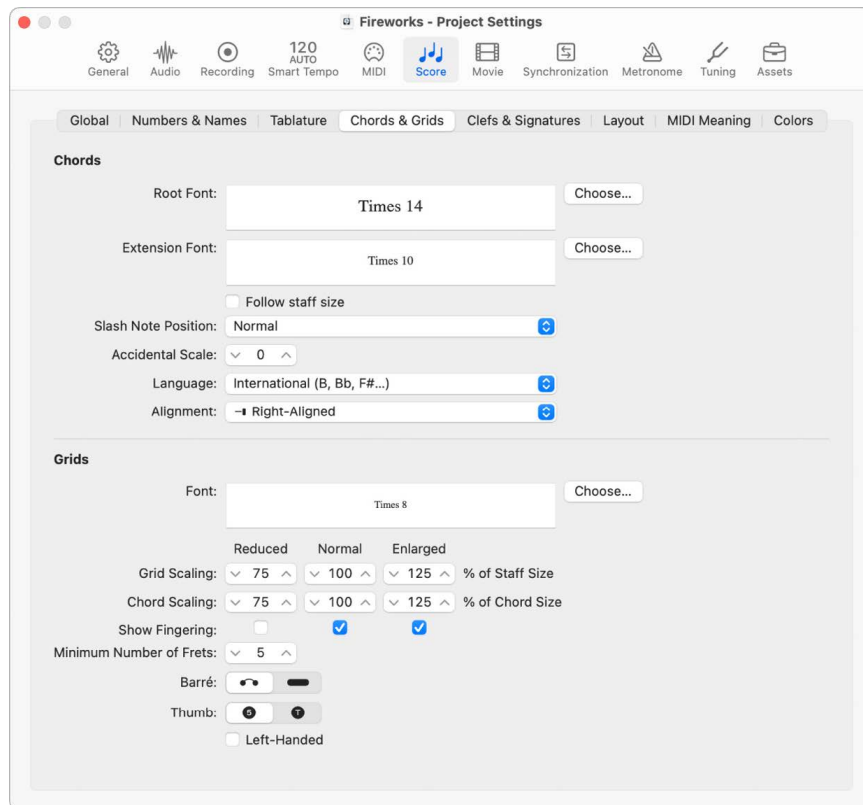 Fireworks - Project Settings
120
AUTO
General Audio Recording Smart Tempo MIDI Score Movie Synchronization Metronome Tuning Assets
Global Numbers & Names Tablature Chords & Grids Clefs & Signatures Layout MIDI Meaning Colors
Chords
Root Font: Times 14 Choose...
Extension Font: Times 10 Choose...
Follow staff size
Slash Note Position: Normal
Accidental Scale: 0
Language: International (B, Bb, F#...)
Alignment: Right-Aligned
Grids
Font: Times 8 Choose...
Reduced Normal Enlarged
Grid Scaling: 75 100 125 % of Staff Size
Chord Scaling: 75 100 125 % of Chord Size
Show Fingering:
Minimum Number of Frets: 5
Barré:
Thumb: 5 T
Left-Handed